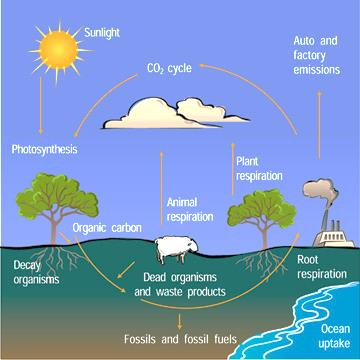 Sunlight
Auto and
factory
emissions
CO2 cycle
Photosynthesis
Plant
respiration
Animal
respiration
Organic carbon
Decay
organisms
Dead organisms
and waste products
Root
respiration
Fossils and fossil fuels
Ocean
uptake